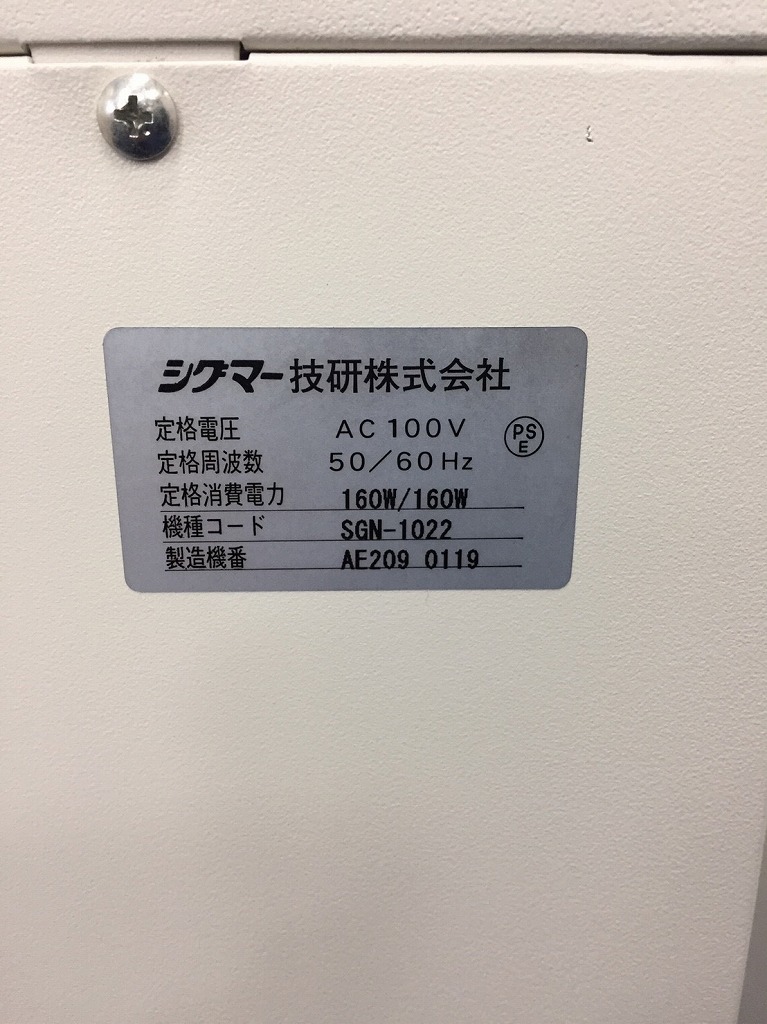 シグマー技研株式会社
定格電圧 AC100V
PS
E
定格周波数 50/60Hz
定格消費電力 160W/160W
機種コード SGN-1022
製造機番 AE209 0119